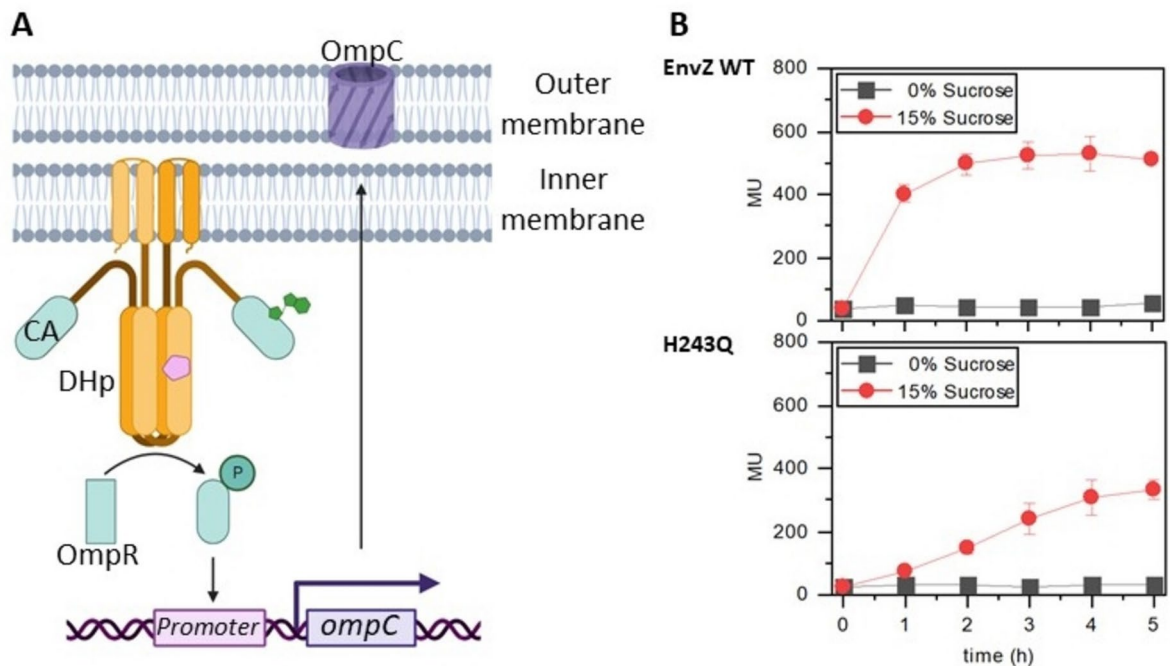 A
OmpC
Outer
membrane
Inner
membrane
CA
DHp
P
OmpR
Promoter
ompC
B
EnvZ WT
800
600
400
200
0
MU
0% Sucrose
15% Sucrose
H243Q
800
600
400
200
0
MU
0% Sucrose
15% Sucrose
0 1 2 3 4 5
time (h)